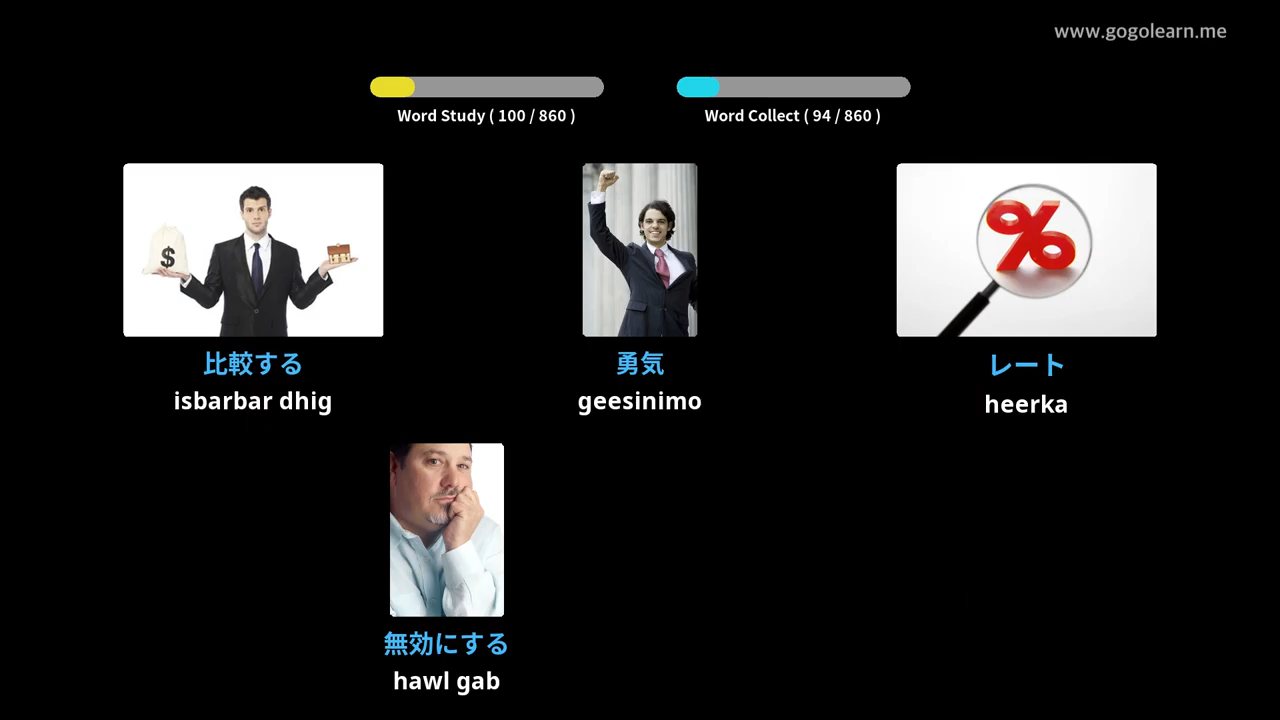 www.gogolearn.me
Word Study ( 100 / 860 )
Word Collect ( 94 / 860 )
$
%
比較する
isbarbar dhig
勇気
geesinimo
レート
heerka
無効にする
hawl gab